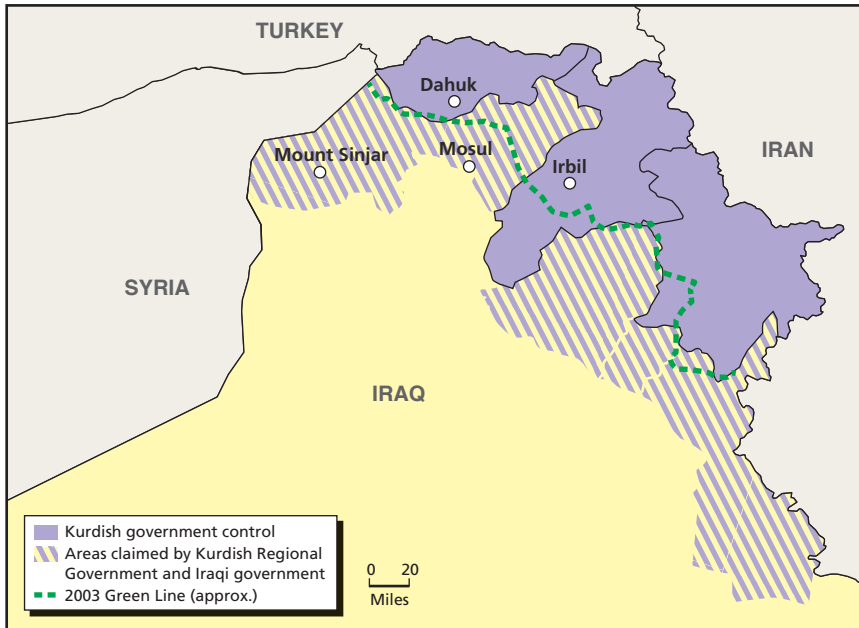 TURKEY
Dahuk
Mount Sinjar
Mosul
Irbil
IRAN
SYRIA
IRAQ
Kurdish government control
Areas claimed by Kurdish Regional
Government and Iraqi government
2003 Green Line (approx.)
0 20
Miles